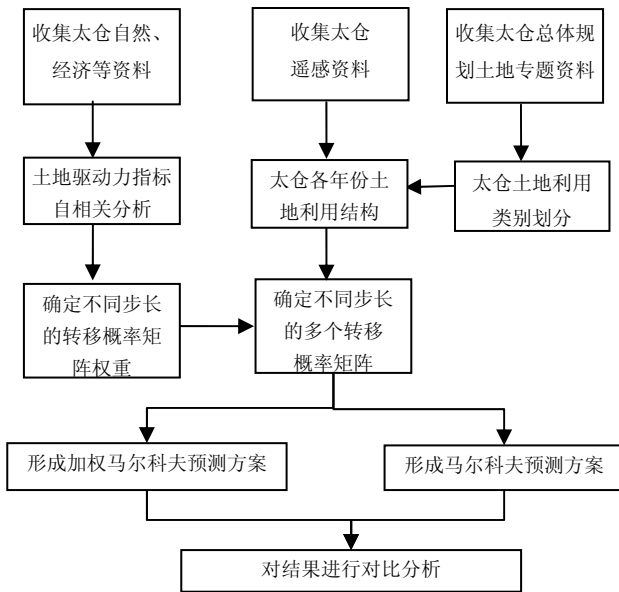 收集太仓自然、
经济等资料
收集太仓
遥感资料
收集太仓总体规
划土地专题资料
土地驱动力指标
自相关分析
太仓各年份土
地利用结构
太仓土地利用
类别划分
确定不同步长
的转移概率矩
阵权重
确定不同步长
的多个转移
概率矩阵
形成加权马尔科夫预测方案
形成马尔科夫预测方案
对结果进行对比分析